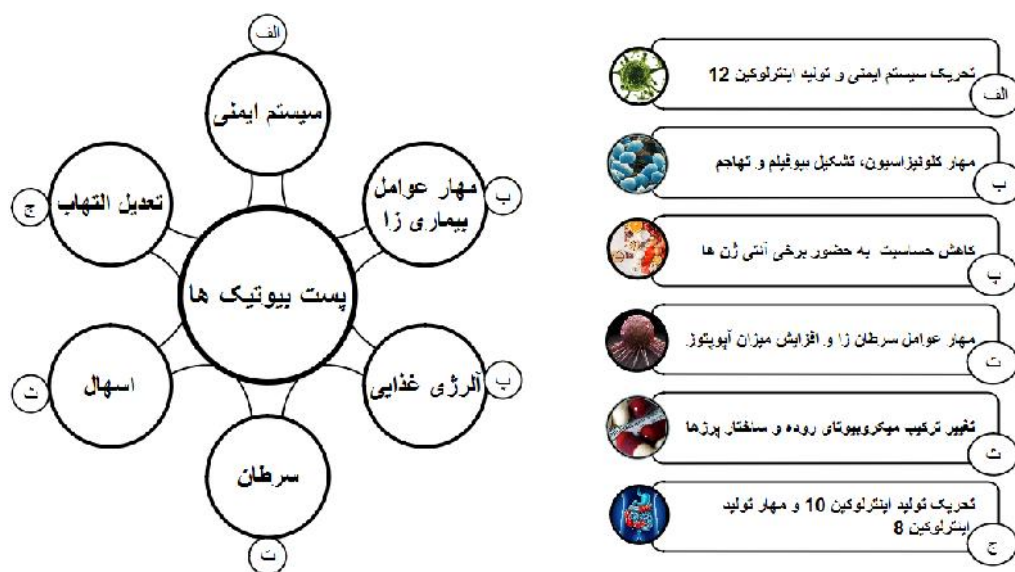 الف
سیستم ایمنی
ب
مهار عوامل
بیماری زا
پ
آلرژی غذایی
ت
سرطان
ث
اسهال
ج
تعدیل التهاب
پست بیوتیک ها
تحریک سیستم ایمنی و تولید اینترلوکین 12
الف
مهار کلونیزاسیون، تشکیل بیوفیلم و تهاجم
ب
کاهش حساسیت به حضور برخی آنتی ژن ها
پ
مهار عوامل سرطان زا و افزایش میزان آپوپتوز
ت
تغییر ترکیب میکروبیوتای روده و ساختار پرزها
ث
تحریک تولید اینترلوکین 10 و مهار تولید
اینترلوکین 8
ج